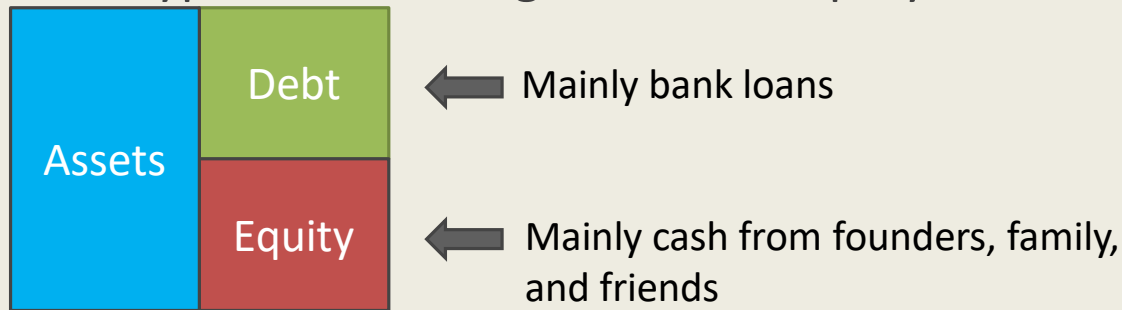 Debt
Mainly bank loans
Assets
Equity
Mainly cash from founders, family,
and friends